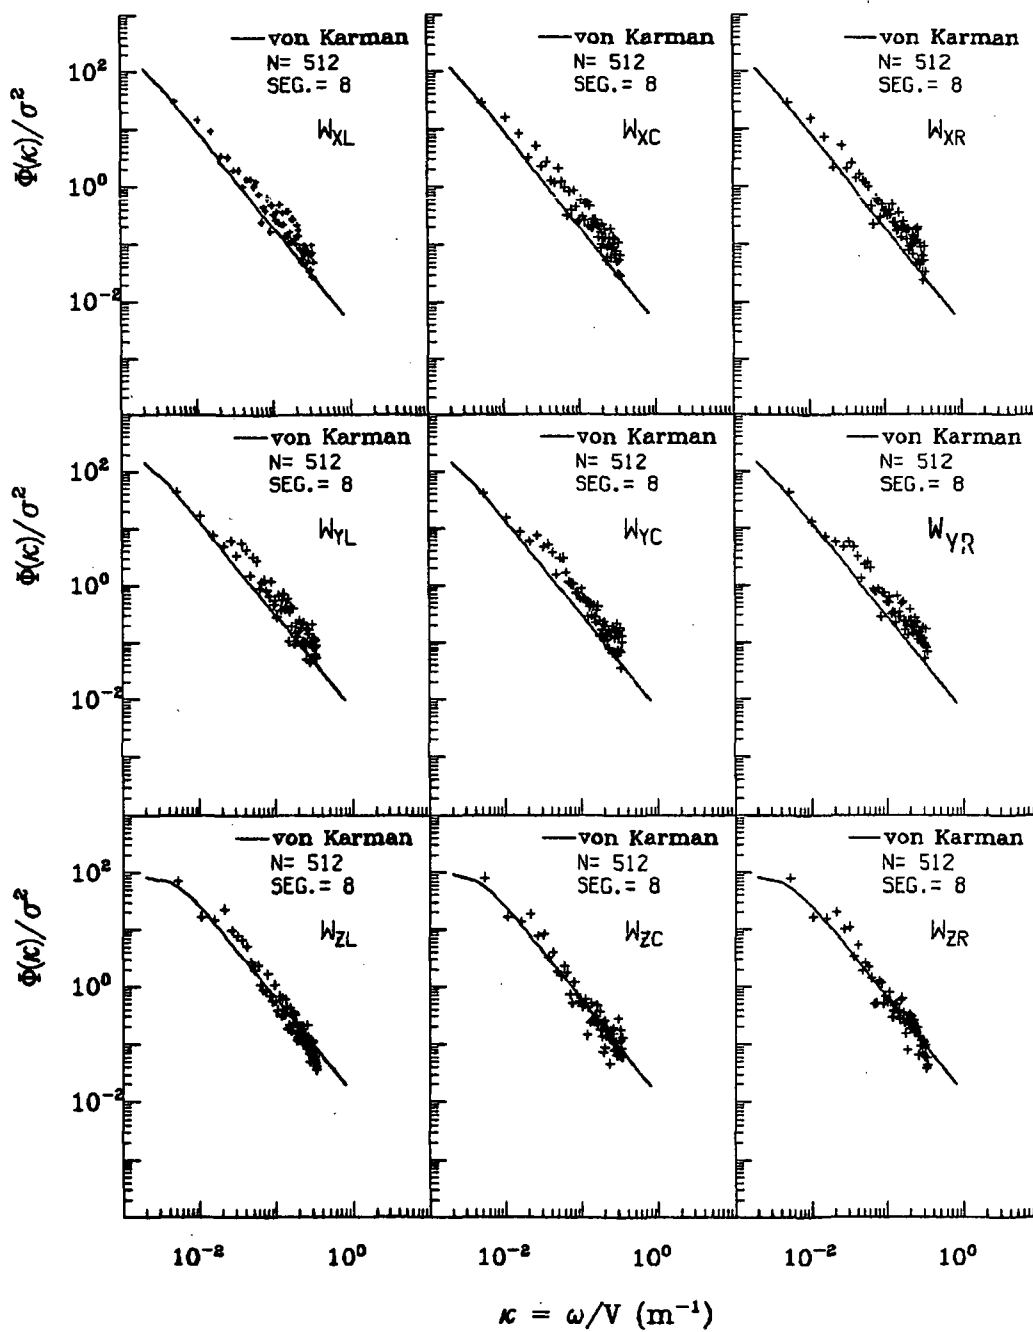 von Karman
N= 512
SEG.= 8
W_XL
von Karman
N= 512
SEG.= 8
W_XC
von Karman
N= 512
SEG.= 8
W_XR
Φ(κ)/σ²
10²
10⁰
10⁻²
von Karman
N= 512
SEG.= 8
W_YL
von Karman
N= 512
SEG.= 8
W_YC
von Karman
N= 512
SEG.= 8
W_YR
Φ(κ)/σ²
10²
10⁰
10⁻²
von Karman
N= 512
SEG.= 8
W_ZL
von Karman
N= 512
SEG.= 8
W_ZC
von Karman
N= 512
SEG.= 8
W_ZR
Φ(κ)/σ²
10²
10⁰
10⁻²
10⁻² 10⁰ 10⁻² 10⁰ 10⁻² 10⁰
κ = ω/V (m⁻¹)